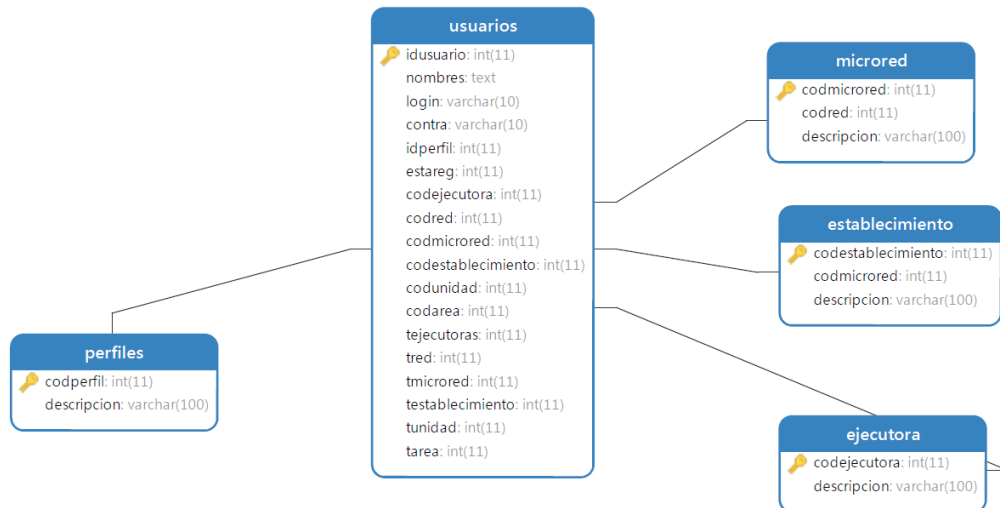 usuarios
idusuario: int(11)
nombres: text
login: varchar(10)
contra: varchar(10)
idperfil: int(11)
estareg: int(11)
codejecutora: int(11)
codred: int(11)
codmicrored: int(11)
codestablecimiento: int(11)
codunidad: int(11)
codarea: int(11)
tejecutoras: int(11)
tred: int(11)
tmicrored: int(11)
testablecimiento: int(11)
tunidad: int(11)
tarea: int(11)
microred
codmicrored: int(11)
codred: int(11)
descripcion: varchar(100)
establecimiento
codestablecimiento: int(11)
codmicrored: int(11)
descripcion: varchar(100)
perfiles
codperfil: int(11)
descripcion: varchar(100)
ejecutora
codejecutora: int(11)
descripcion: varchar(100)